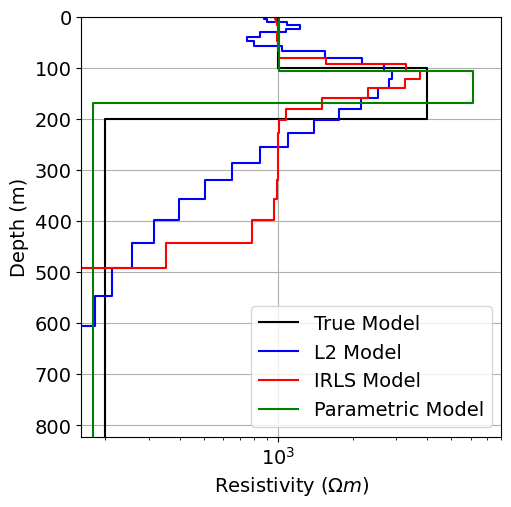 0
100
200
300
400
500
600
700
800
Depth (m)
True Model
L2 Model
IRLS Model
Parametric Model
10³
Resistivity (Ωm)